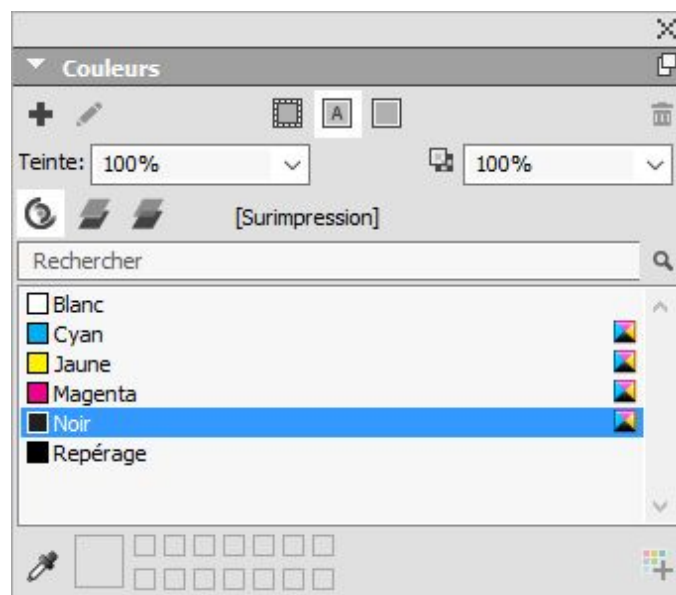 Couleurs
A
Teinte: 100% 100%
[Surimpression]
Rechercher
Blanc
Cyan
Jaune
Magenta
Noir
Repérage